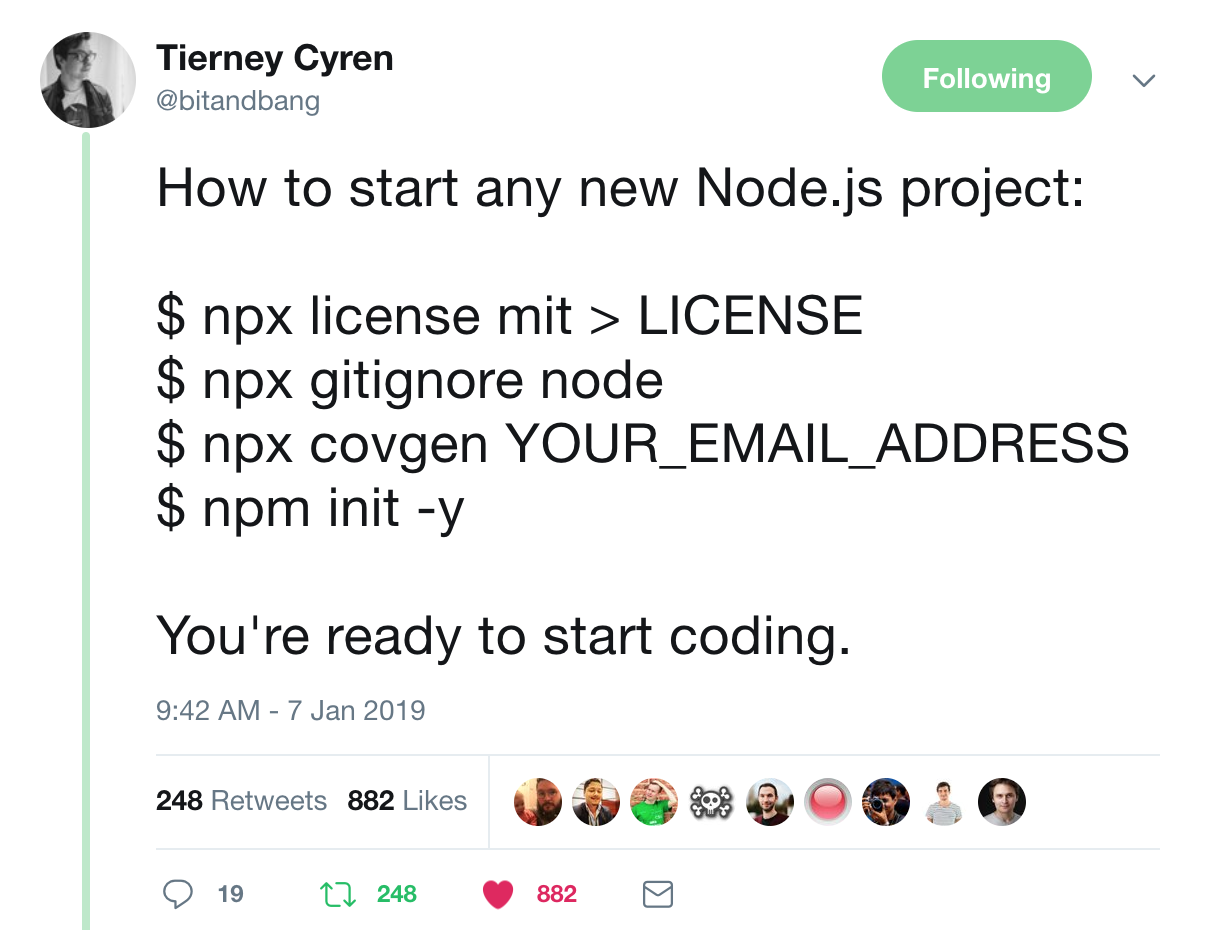 Tierney Cyren
@bitandbang
Following
How to start any new Node.js project:
$ npx license mit > LICENSE
$ npx gitignore node
$ npx covgen YOUR_EMAIL_ADDRESS
$ npm init -y
You're ready to start coding.
9:42 AM - 7 Jan 2019
248 Retweets 882 Likes
19 248 882